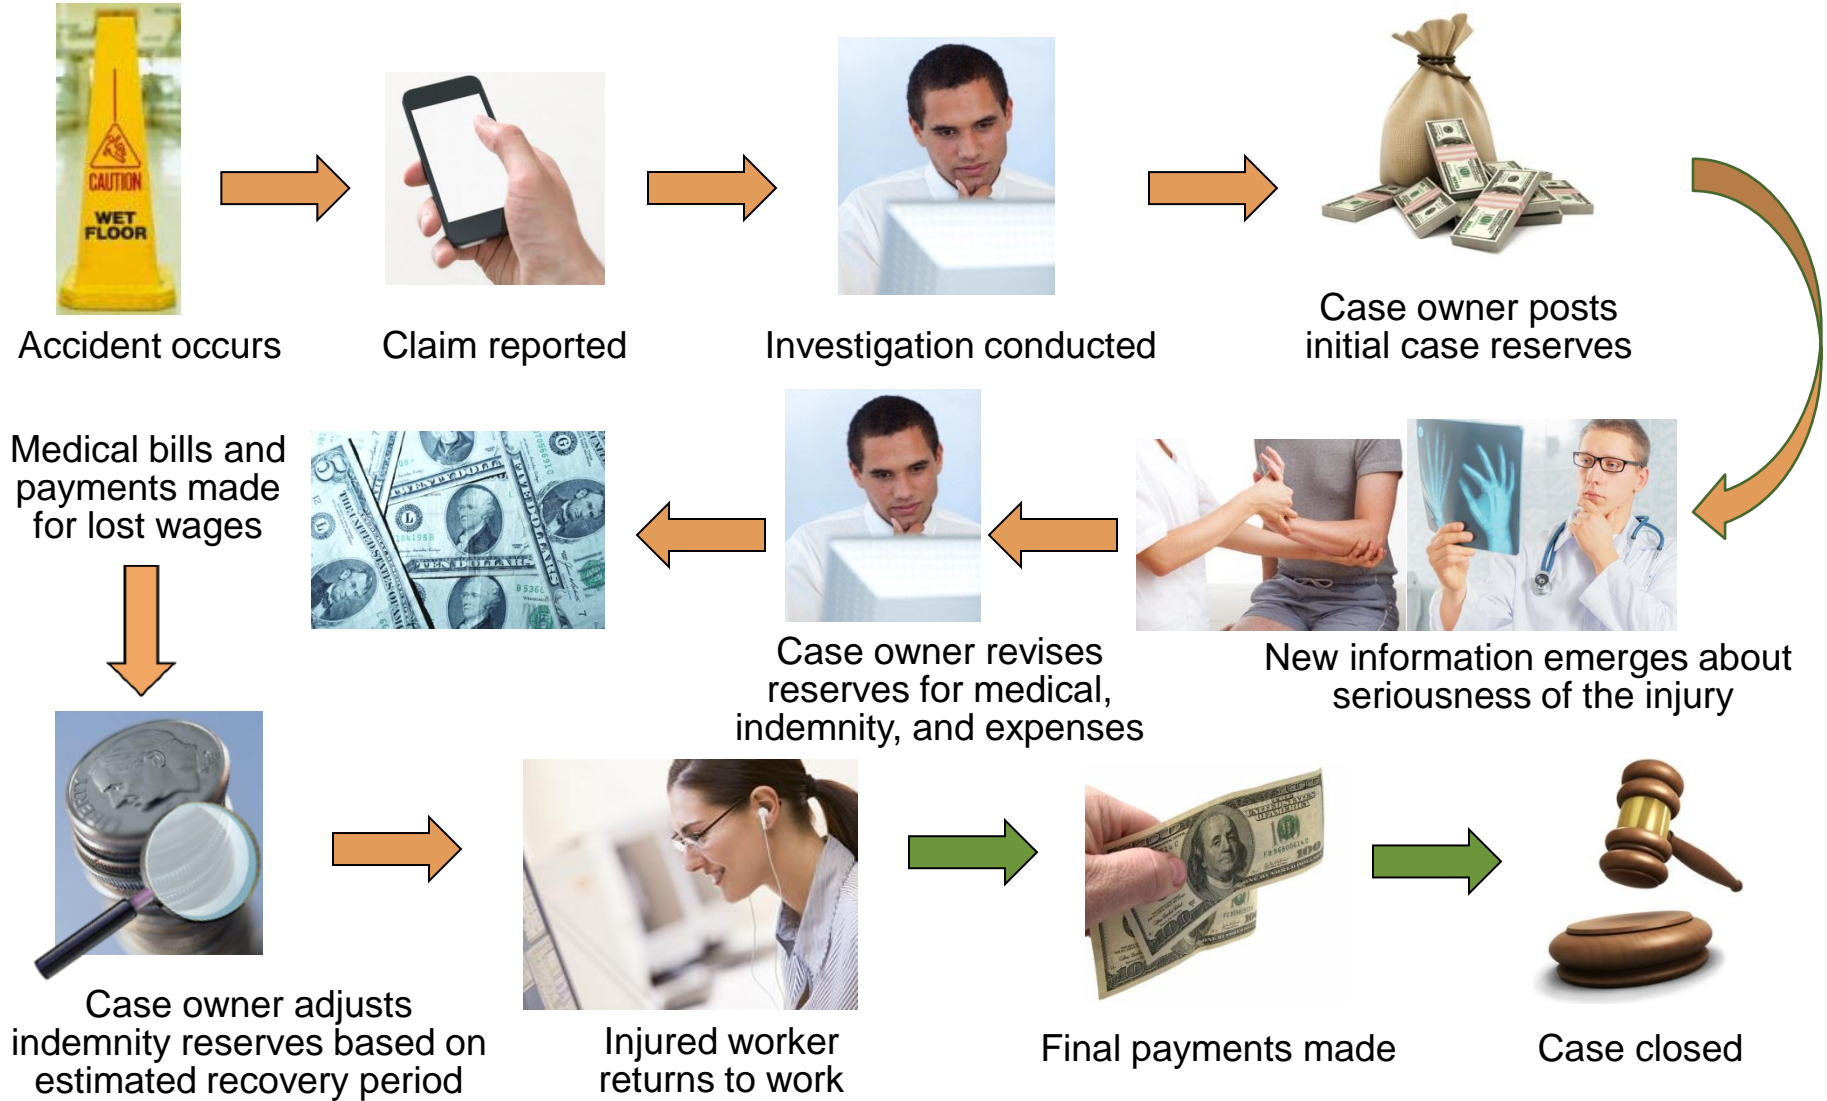 CAUTION
WET
FLOOR
Accident occurs
Claim reported
Investigation conducted
Case owner posts
initial case reserves
New information emerges about
seriousness of the injury
Case owner revises
reserves for medical,
indemnity, and expenses
Medical bills and
payments made
for lost wages
Case owner adjusts
indemnity reserves based on
estimated recovery period
Injured worker
returns to work
Final payments made
Case closed